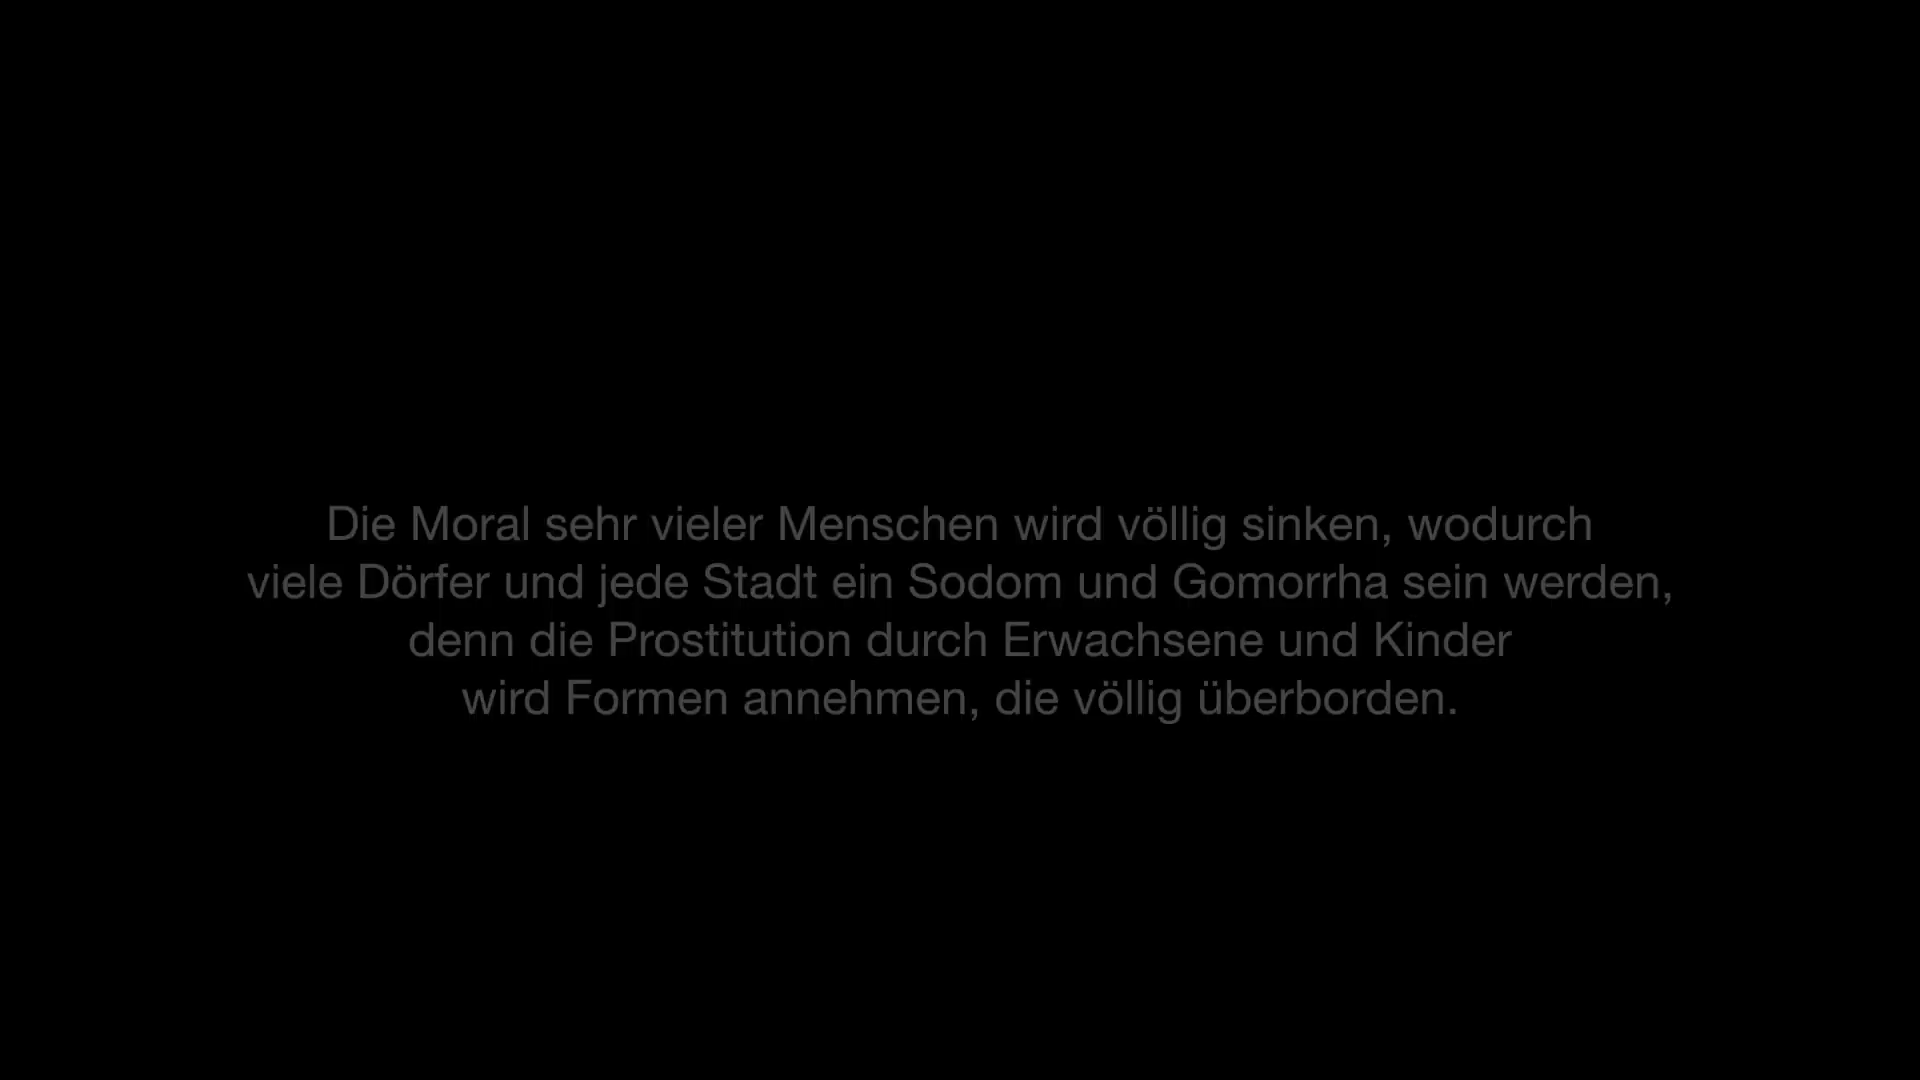 Die Moral sehr vieler Menschen wird völlig sinken, wodurch
viele Dörfer und jede Stadt ein Sodom und Gomorrha sein werden,
denn die Prostitution durch Erwachsene und Kinder
wird Formen annehmen, die völlig überborden.